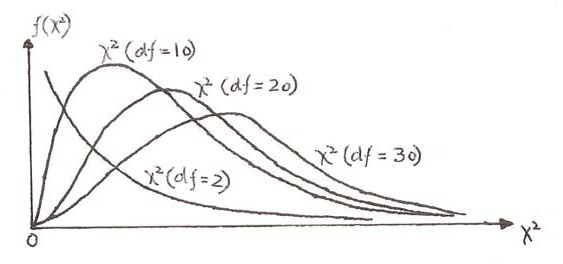 f(χ²)
χ² (df=10)
χ² (df=20)
χ² (df=30)
χ² (df=2)
0
χ²